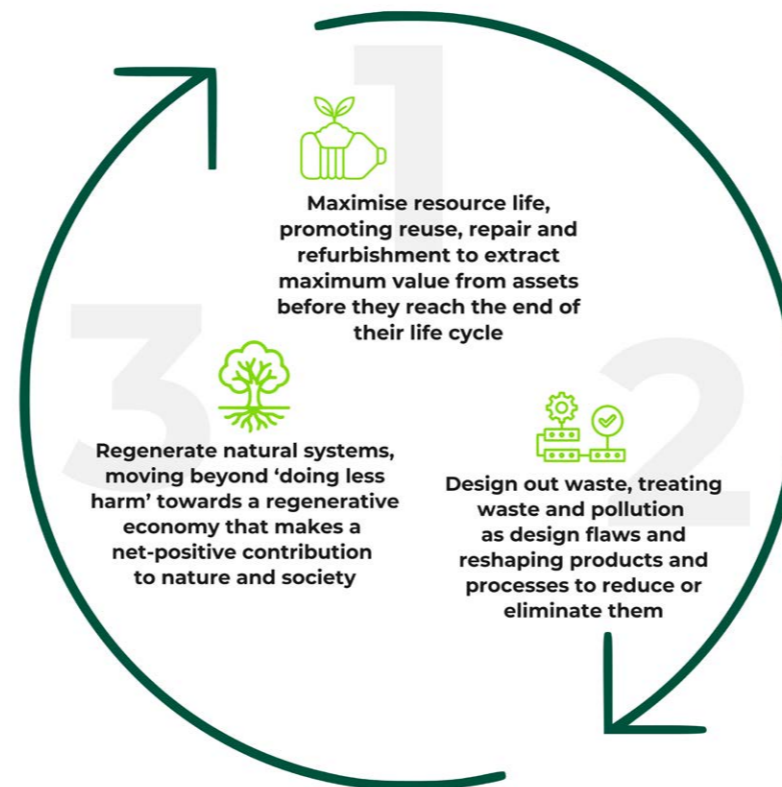 1
Maximise resource life,
promoting reuse, repair and
refurbishment to extract
maximum value from assets
before they reach the end of
their life cycle
2
Design out waste, treating
waste and pollution
as design flaws and
reshaping products and
processes to reduce or
eliminate them
3
Regenerate natural systems,
moving beyond ‘doing less
harm’ towards a regenerative
economy that makes a
net-positive contribution
to nature and society